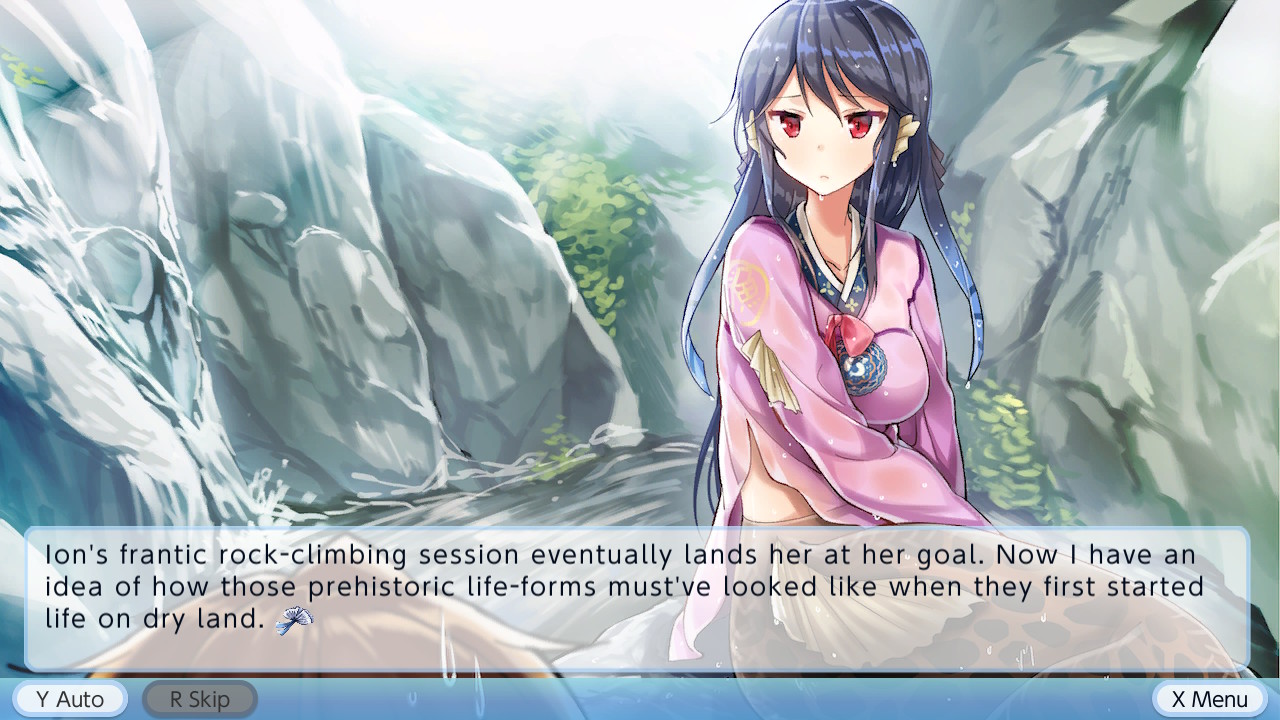 Ion's frantic rock-climbing session eventually lands her at her goal. Now I have an
idea of how those prehistoric life-forms must've looked like when they first started
life on dry land.
Y Auto
R Skip
X Menu